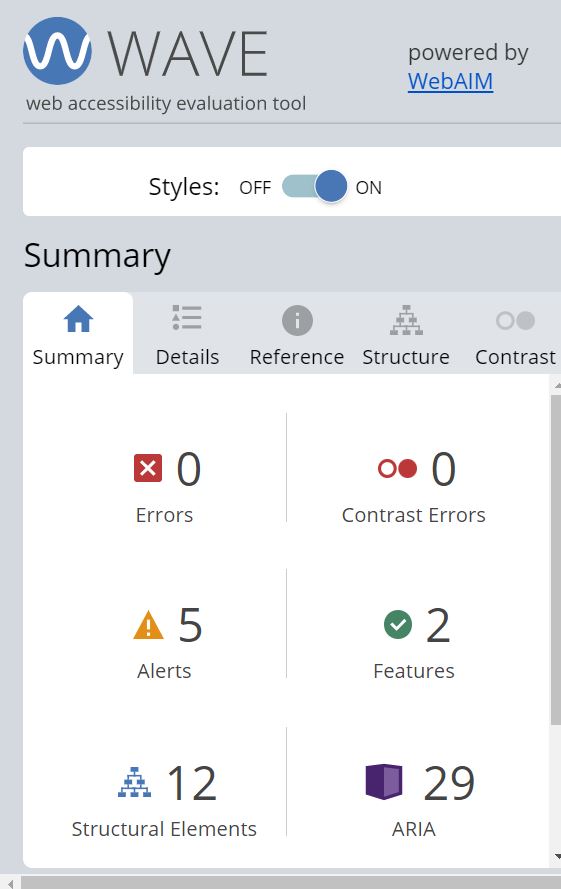 WAVE
powered by
WebAIM
web accessibility evaluation tool
Styles: OFF ON
Summary
Summary Details Reference Structure Contrast
0 0
Errors Contrast Errors
5 2
Alerts Features
12 29
Structural Elements ARIA